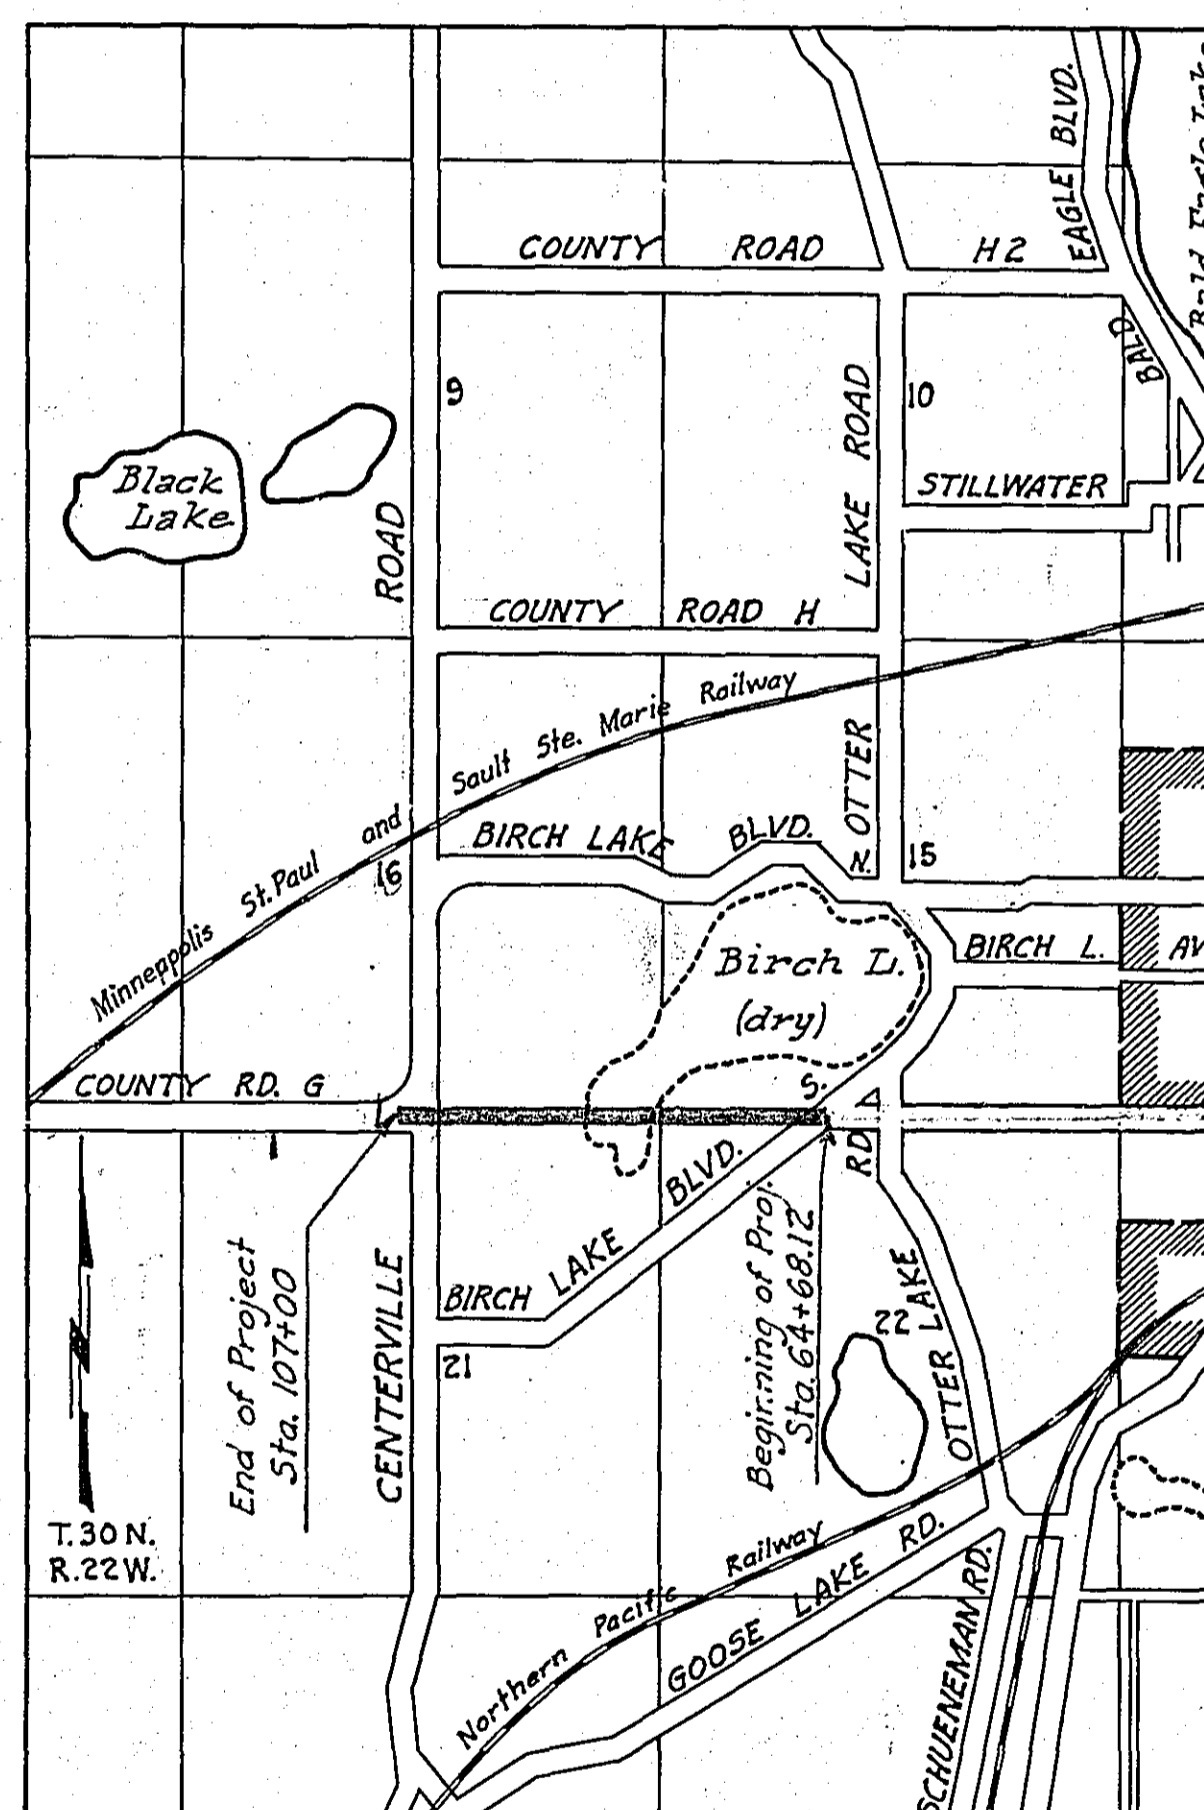 EAGLE BLVD.
Bald Eagle Lake
COUNTY ROAD H2
BALD
9
10
LAKE ROAD
STILLWATER
Black
Lake
ROAD
COUNTY ROAD H
Minneapolis St. Paul and Sault Ste. Marie Railway
N. OTTER
BIRCH LAKE BLVD.
16
15
BIRCH L. AV
Birch L.
(dry)
COUNTY RD. G
S.
RD.
BIRCH LAKE BLVD.
End of Project
Sta. 107+00
CENTERVILLE
Beginning of Proj.
Sta. 64+68.12
21
22
OTTER LAKE
T.30 N.
R.22 W.
Northern Pacific Railway
GOOSE LAKE RD.
SCHUENEMAN RD.